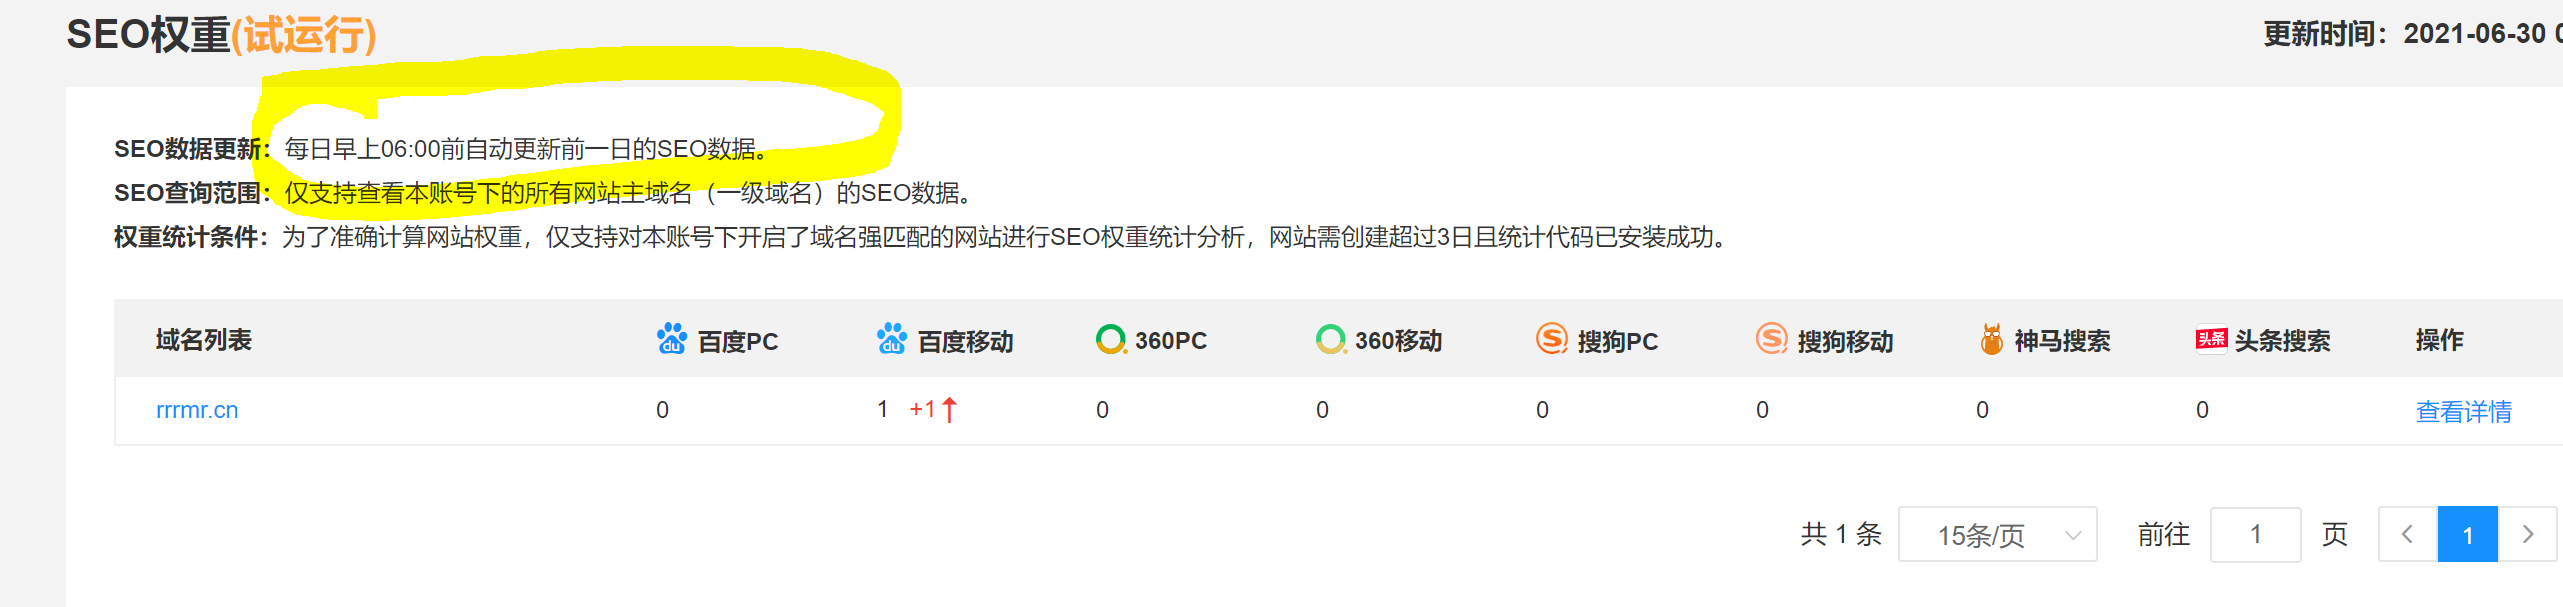 SEO权重(试运行)
更新时间：2021-06-30
SEO数据更新：每日早上06:00前自动更新前一日的SEO数据。
SEO查询范围：仅支持查看本账号下的所有网站主域名（一级域名）的SEO数据。
权重统计条件：为了准确计算网站权重，仅支持对本账号下开启了域名强匹配的网站进行SEO权重统计分析，网站需创建超过3日且统计代码已安装成功。
域名列表 du 百度PC du 百度移动 360PC 360移动 S 搜狗PC S 搜狗移动 神马搜索 头条 头条搜索 操作
rrrmr.cn 0 1 +1↑ 0 0 0 0 0 0 查看详情
共 1 条 15条/页 前往 1 页 < 1 >